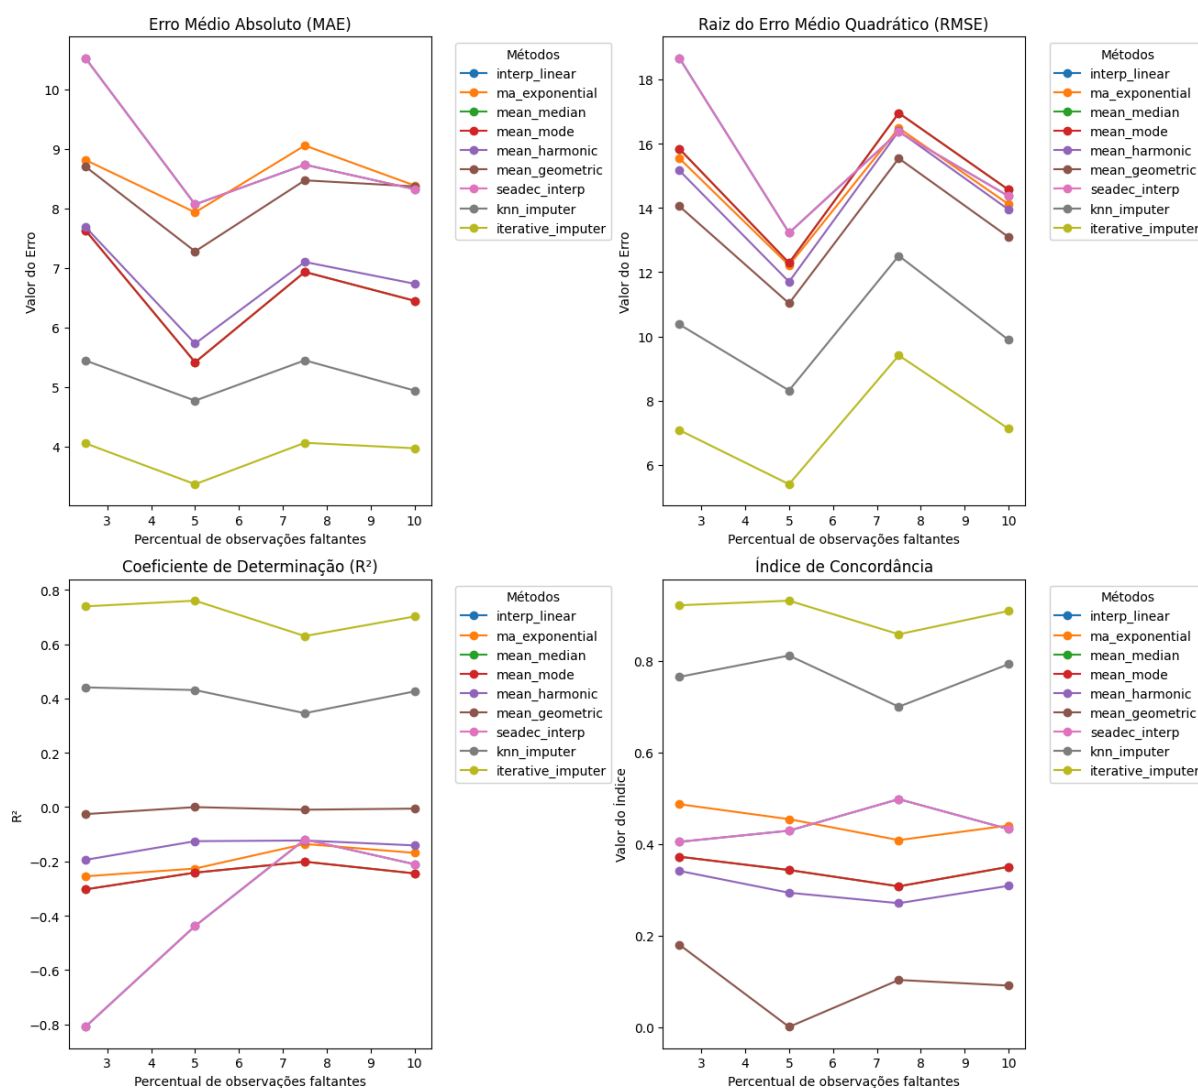 Erro Médio Absoluto (MAE)
10
9
8
7
6
5
4
Valor do Erro
3 4 5 6 7 8 9 10
Percentual de observações faltantes
Métodos
interp_linear
ma_exponential
mean_median
mean_mode
mean_harmonic
mean_geometric
seadec_interp
knn_imputer
iterative_imputer
Raiz do Erro Médio Quadrático (RMSE)
18
16
14
12
10
8
6
Valor do Erro
3 4 5 6 7 8 9 10
Percentual de observações faltantes
Métodos
interp_linear
ma_exponential
mean_median
mean_mode
mean_harmonic
mean_geometric
seadec_interp
knn_imputer
iterative_imputer
Coeficiente de Determinação (R²)
0.8
0.6
0.4
0.2
0.0
−0.2
−0.4
−0.6
−0.8
R²
3 4 5 6 7 8 9 10
Percentual de observações faltantes
Métodos
interp_linear
ma_exponential
mean_median
mean_mode
mean_harmonic
mean_geometric
seadec_interp
knn_imputer
iterative_imputer
Índice de Concordância
0.8
0.6
0.4
0.2
0.0
Valor do Índice
3 4 5 6 7 8 9 10
Percentual de observações faltantes
Métodos
interp_linear
ma_exponential
mean_median
mean_mode
mean_harmonic
mean_geometric
seadec_interp
knn_imputer
iterative_imputer